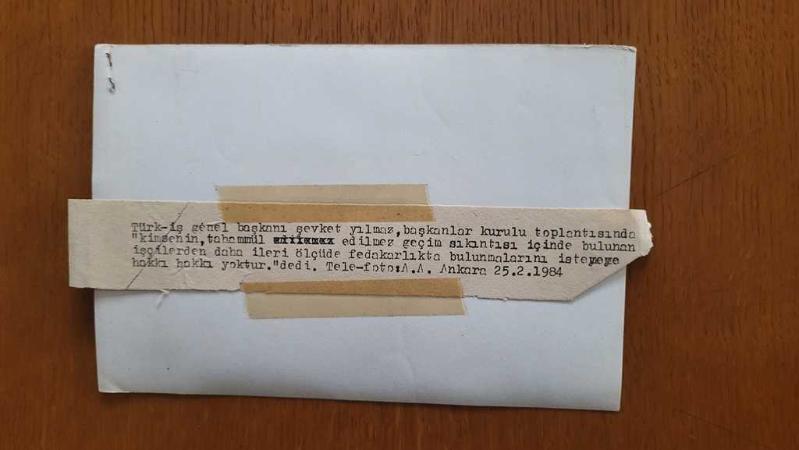 Türk-iş genel başkanı şevket yılmaz,başkanlar kurulu toplantısında
"kimsenin,tahammül edilmez geçim sıkıntısı içinde bulunan
işçilerden daha ileri ölçüde fedakarlıkta bulunmalarını isteyeye
hakkı hakkı yoktur."dedi. Tele-foto:A.A. Ankara 25.2.1984